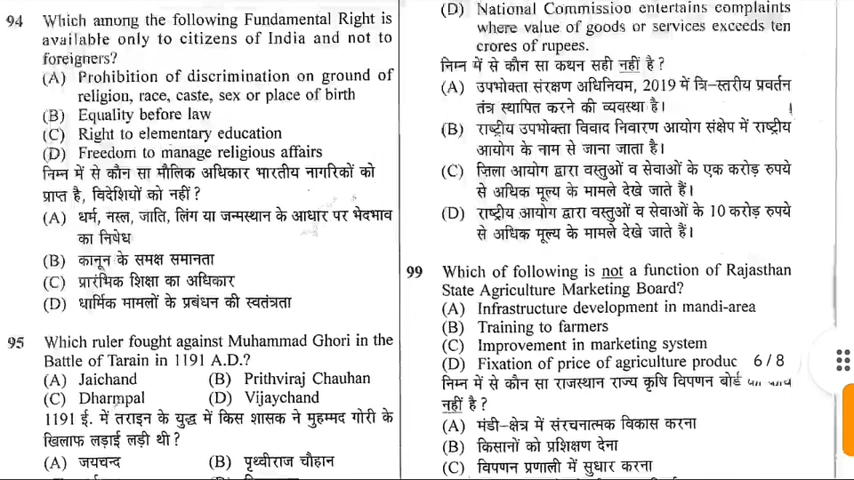 94 Which among the following Fundamental Right is
available only to citizens of India and not to
foreigners?
(A) Prohibition of discrimination on ground of
religion, race, caste, sex or place of birth
(B) Equality before law
(C) Right to elementary education
(D) Freedom to manage religious affairs
निम्न में से कौन सा मौलिक अधिकार भारतीय नागरिकों को
प्राप्त है, विदेशियों को नहीं ?
(A) धर्म, नस्ल, जाति, लिंग या जन्मस्थान के आधार पर भेदभाव
का निषेध
(B) कानून के समक्ष समानता
(C) प्रारंभिक शिक्षा का अधिकार
(D) धार्मिक मामलों के प्रबंधन की स्वतंत्रता
95 Which ruler fought against Muhammad Ghori in the
Battle of Tarain in 1191 A.D.?
(A) Jaichand (B) Prithviraj Chauhan
(C) Dharmpal (D) Vijaychand
1191 ई. में तराइन के युद्ध में किस शासक ने मुहम्मद गोरी के
खिलाफ लड़ाई लड़ी थी ?
(A) जयचन्द (B) पृथ्वीराज चौहान
(D) National Commission entertains complaints
where value of goods or services exceeds ten
crores of rupees.
निम्न में से कौन सा कथन सही नहीं है ?
(A) उपभोक्ता संरक्षण अधिनियम, 2019 में त्रि-स्तरीय प्रवर्तन
तंत्र स्थापित करने की व्यवस्था है।
(B) राष्ट्रीय उपभोक्ता विवाद निवारण आयोग संक्षेप में राष्ट्रीय
आयोग के नाम से जाना जाता है।
(C) ज़िला आयोग द्वारा वस्तुओं व सेवाओं के एक करोड़ रुपये
से अधिक मूल्य के मामले देखे जाते हैं।
(D) राष्ट्रीय आयोग द्वारा वस्तुओं व सेवाओं के 10 करोड़ रुपये
से अधिक मूल्य के मामले देखे जाते हैं।
99 Which of following is not a function of Rajasthan
State Agriculture Marketing Board?
(A) Infrastructure development in mandi-area
(B) Training to farmers
(C) Improvement in marketing system
(D) Fixation of price of agriculture produc 6 / 8
निम्न में से कौन सा राजस्थान राज्य कृषि विपणन बोर्ड
नहीं है ?
(A) मंडी-क्षेत्र में संरचनात्मक विकास करना
(B) किसानों को प्रशिक्षण देना
(C) विपणन प्रणाली में सुधार करना